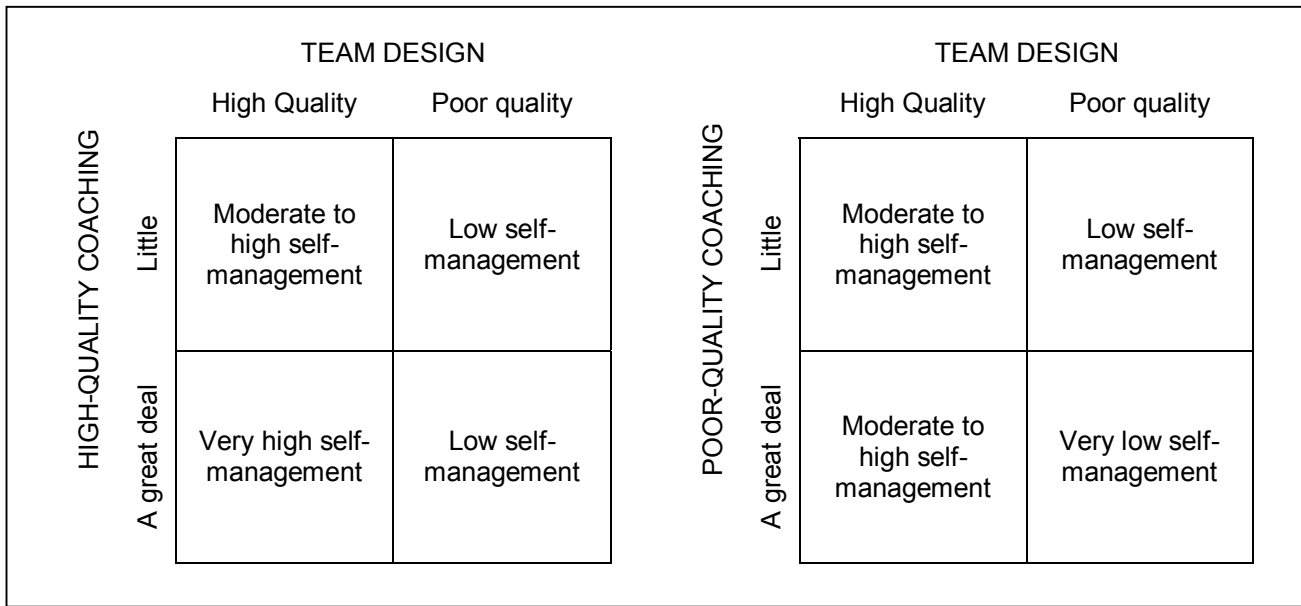 TEAM DESIGN
High Quality Poor quality
HIGH-QUALITY COACHING
Little
Moderate to
high self-
management
Low self-
management
A great deal
Very high self-
management
Low self-
management
TEAM DESIGN
High Quality Poor quality
POOR-QUALITY COACHING
Little
Moderate to
high self-
management
Low self-
management
A great deal
Moderate to
high self-
management
Very low self-
management